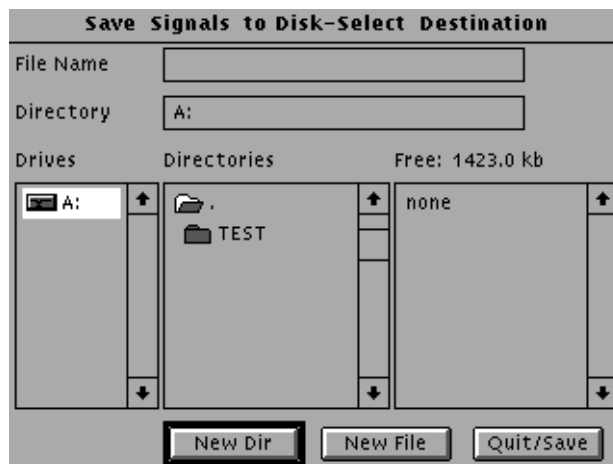 Save Signals to Disk-Select Destination
File Name
Directory A:
Drives Directories Free: 1423.0 kb
A: . none
TEST
New Dir New File Quit/Save